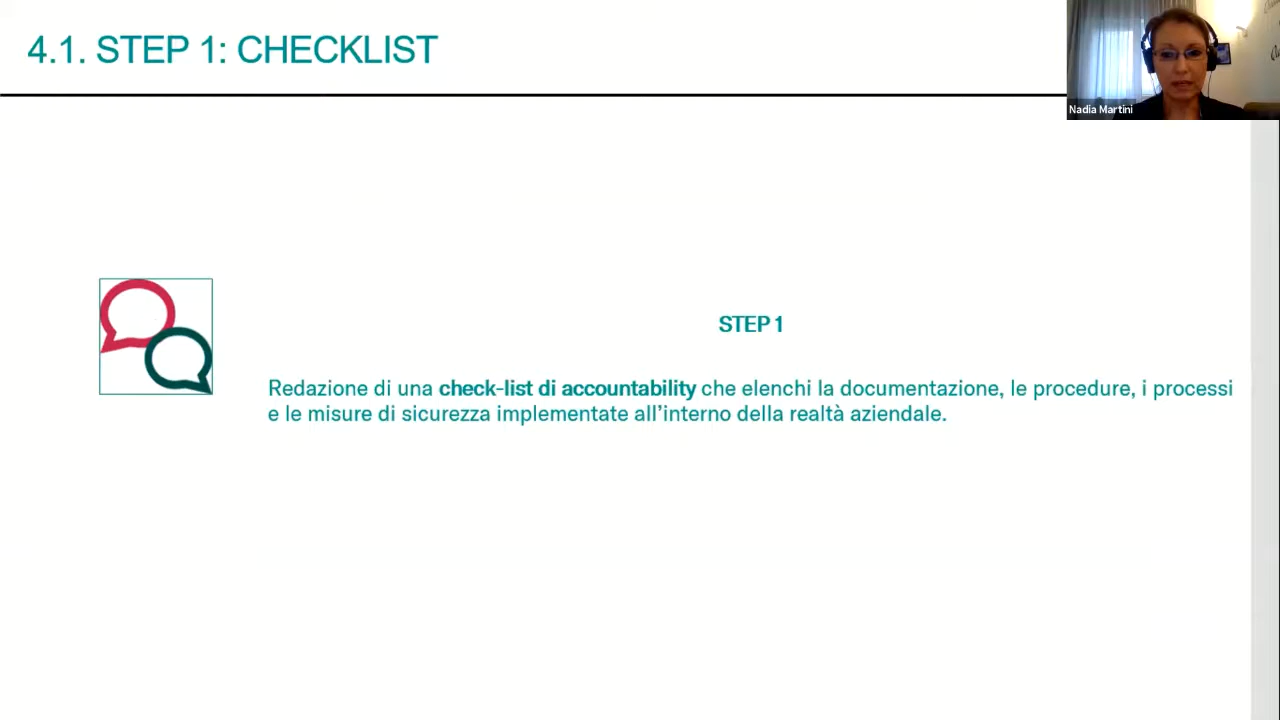 4.1. STEP 1: CHECKLIST
Nadia Martini
STEP 1
Redazione di una check-list di accountability che elenchi la documentazione, le procedure, i processi
e le misure di sicurezza implementate all’interno della realtà aziendale.